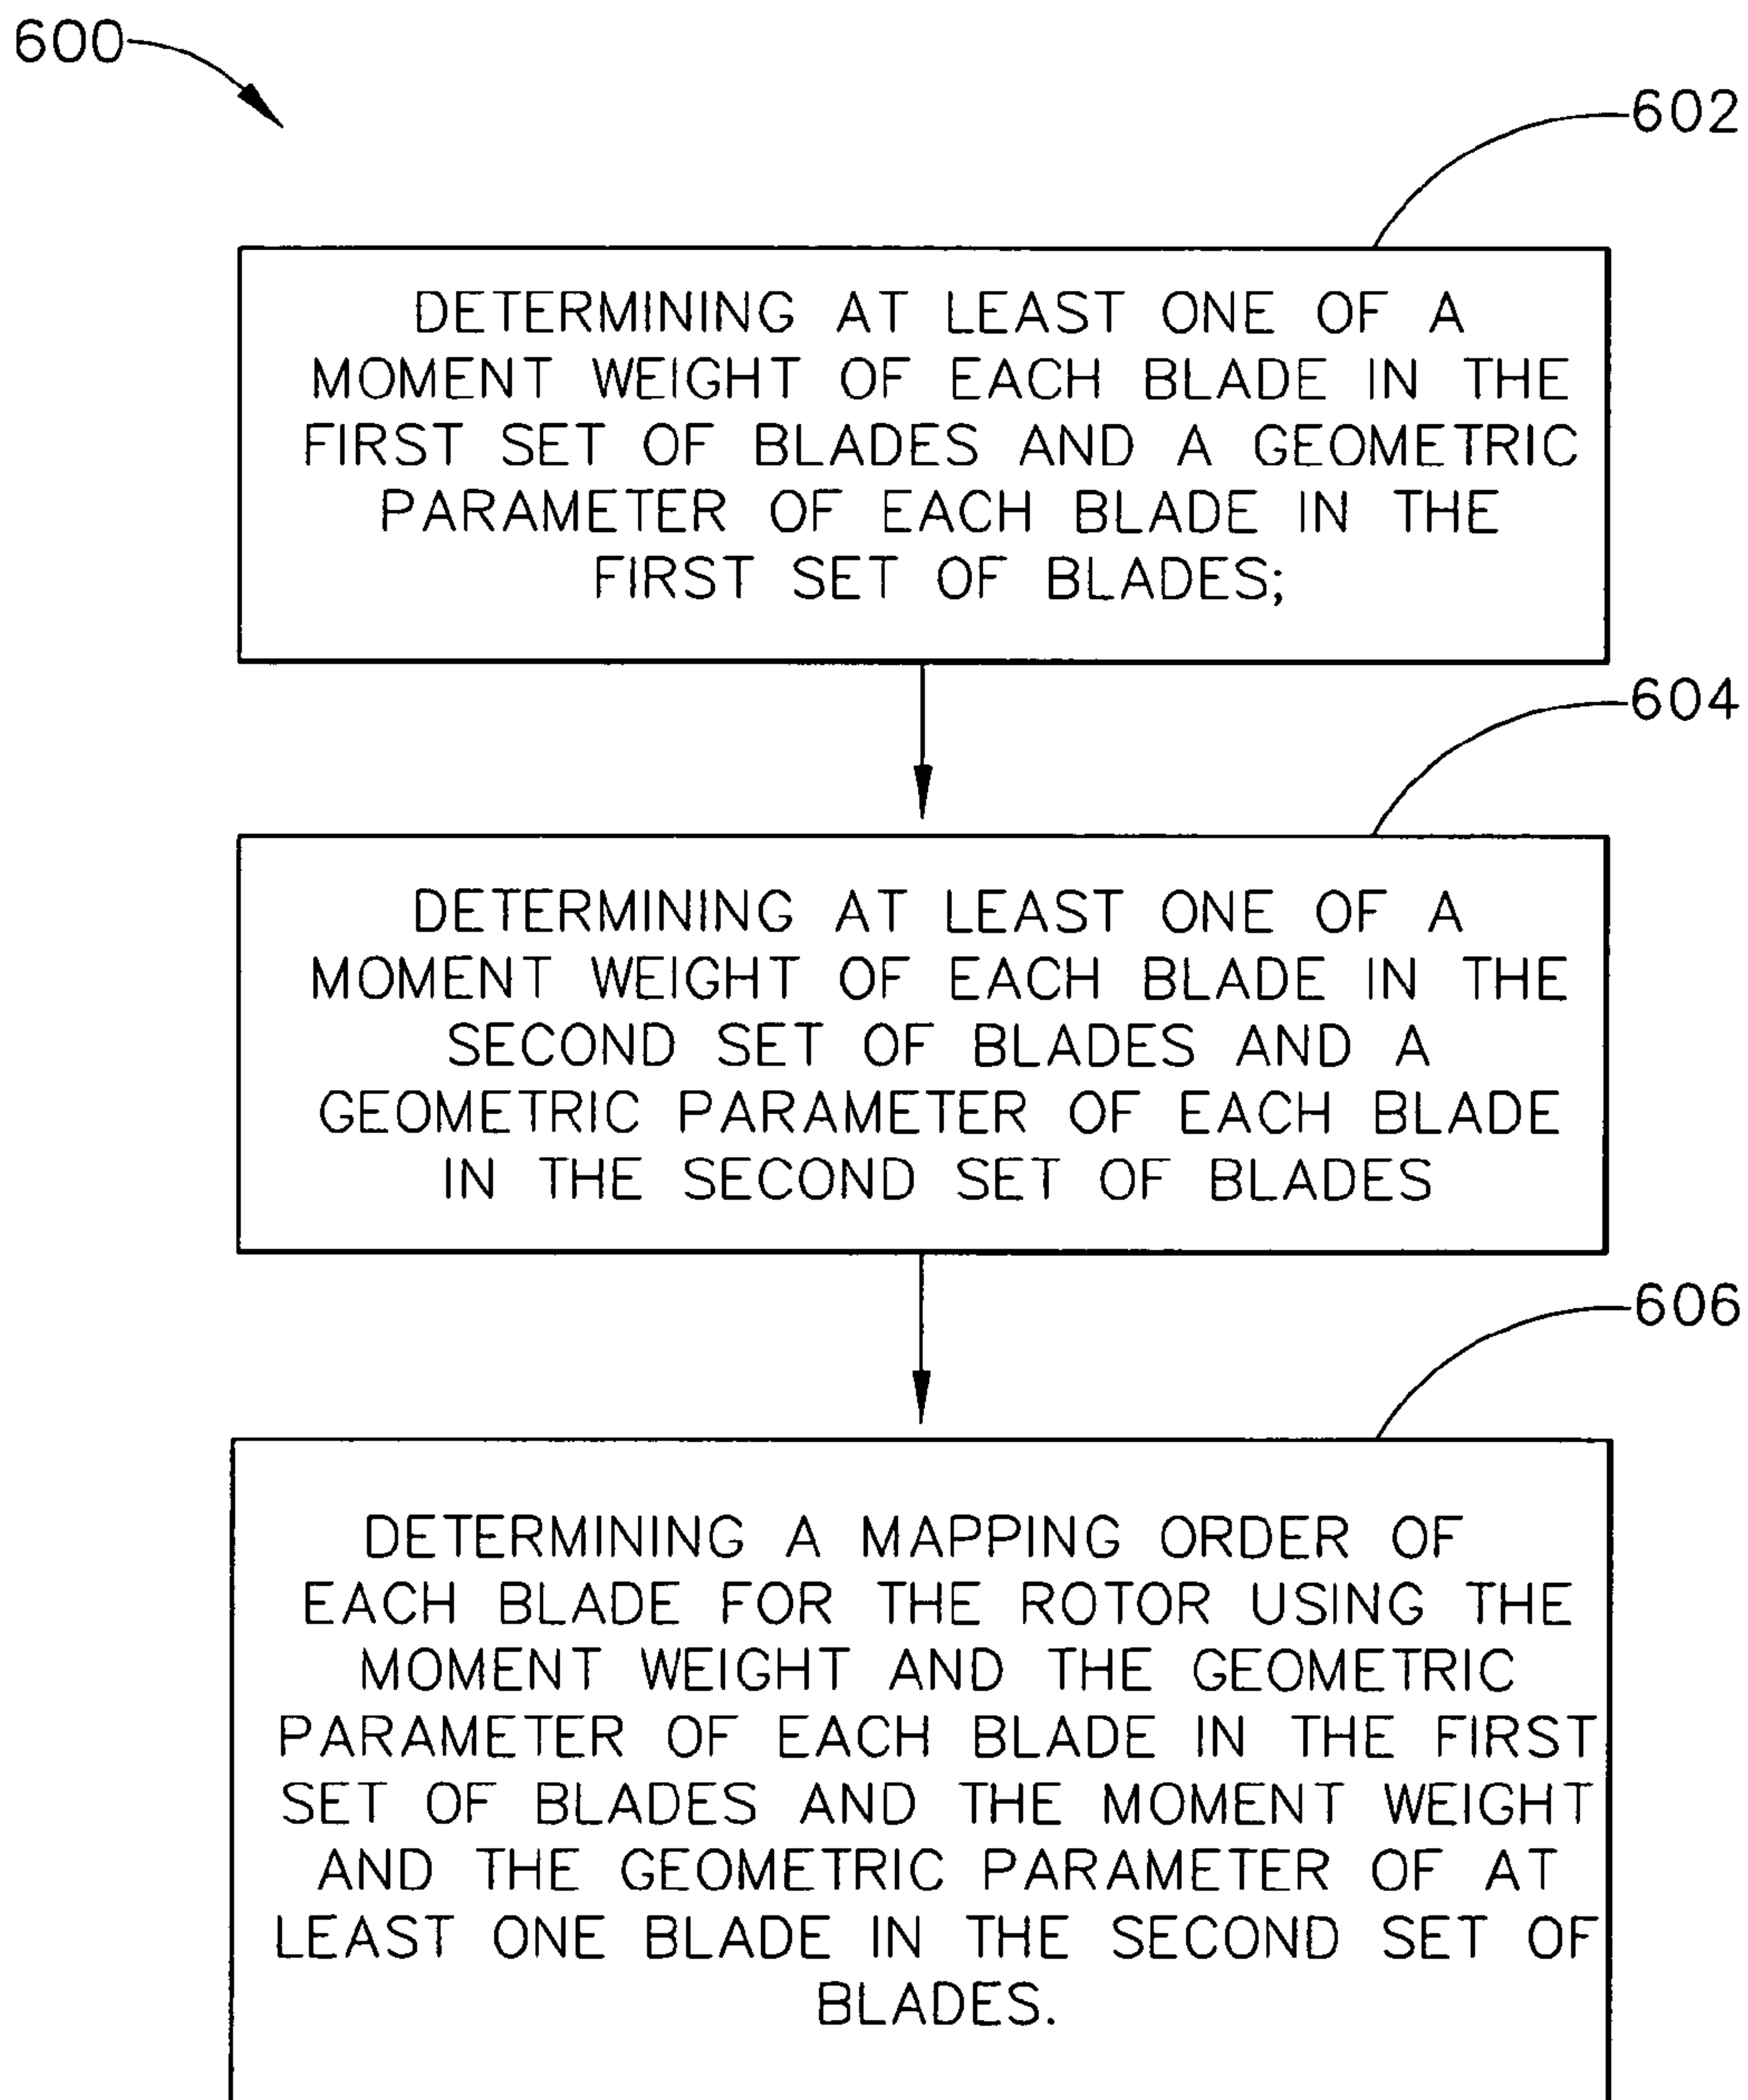 600
602
DETERMINING AT LEAST ONE OF A
MOMENT WEIGHT OF EACH BLADE IN THE
FIRST SET OF BLADES AND A GEOMETRIC
PARAMETER OF EACH BLADE IN THE
FIRST SET OF BLADES;
604
DETERMINING AT LEAST ONE OF A
MOMENT WEIGHT OF EACH BLADE IN THE
SECOND SET OF BLADES AND A
GEOMETRIC PARAMETER OF EACH BLADE
IN THE SECOND SET OF BLADES
606
DETERMINING A MAPPING ORDER OF
EACH BLADE FOR THE ROTOR USING THE
MOMENT WEIGHT AND THE GEOMETRIC
PARAMETER OF EACH BLADE IN THE FIRST
SET OF BLADES AND THE MOMENT WEIGHT
AND THE GEOMETRIC PARAMETER OF AT
LEAST ONE BLADE IN THE SECOND SET OF
BLADES.